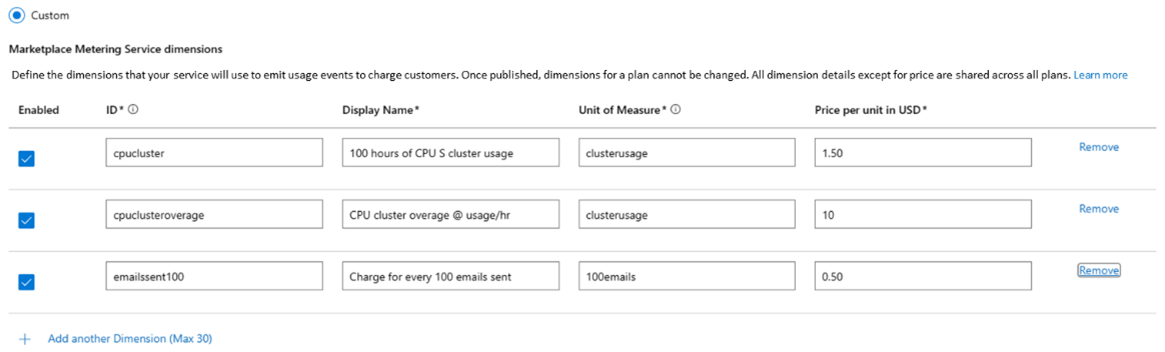 Custom
Marketplace Metering Service dimensions
Define the dimensions that your service will use to emit usage events to charge customers. Once published, dimensions for a plan cannot be changed. All dimension details except for price are shared across all plans. Learn more
Enabled ID* Display Name* Unit of Measure* Price per unit in USD*
cpucluster 100 hours of CPU S cluster usage clusterusage 1.50 Remove
cpuclusteroverage CPU cluster overage @ usage/hr clusterusage 10 Remove
emailssent100 Charge for every 100 emails sent 100emails 0.50 Remove
+ Add another Dimension (Max 30)